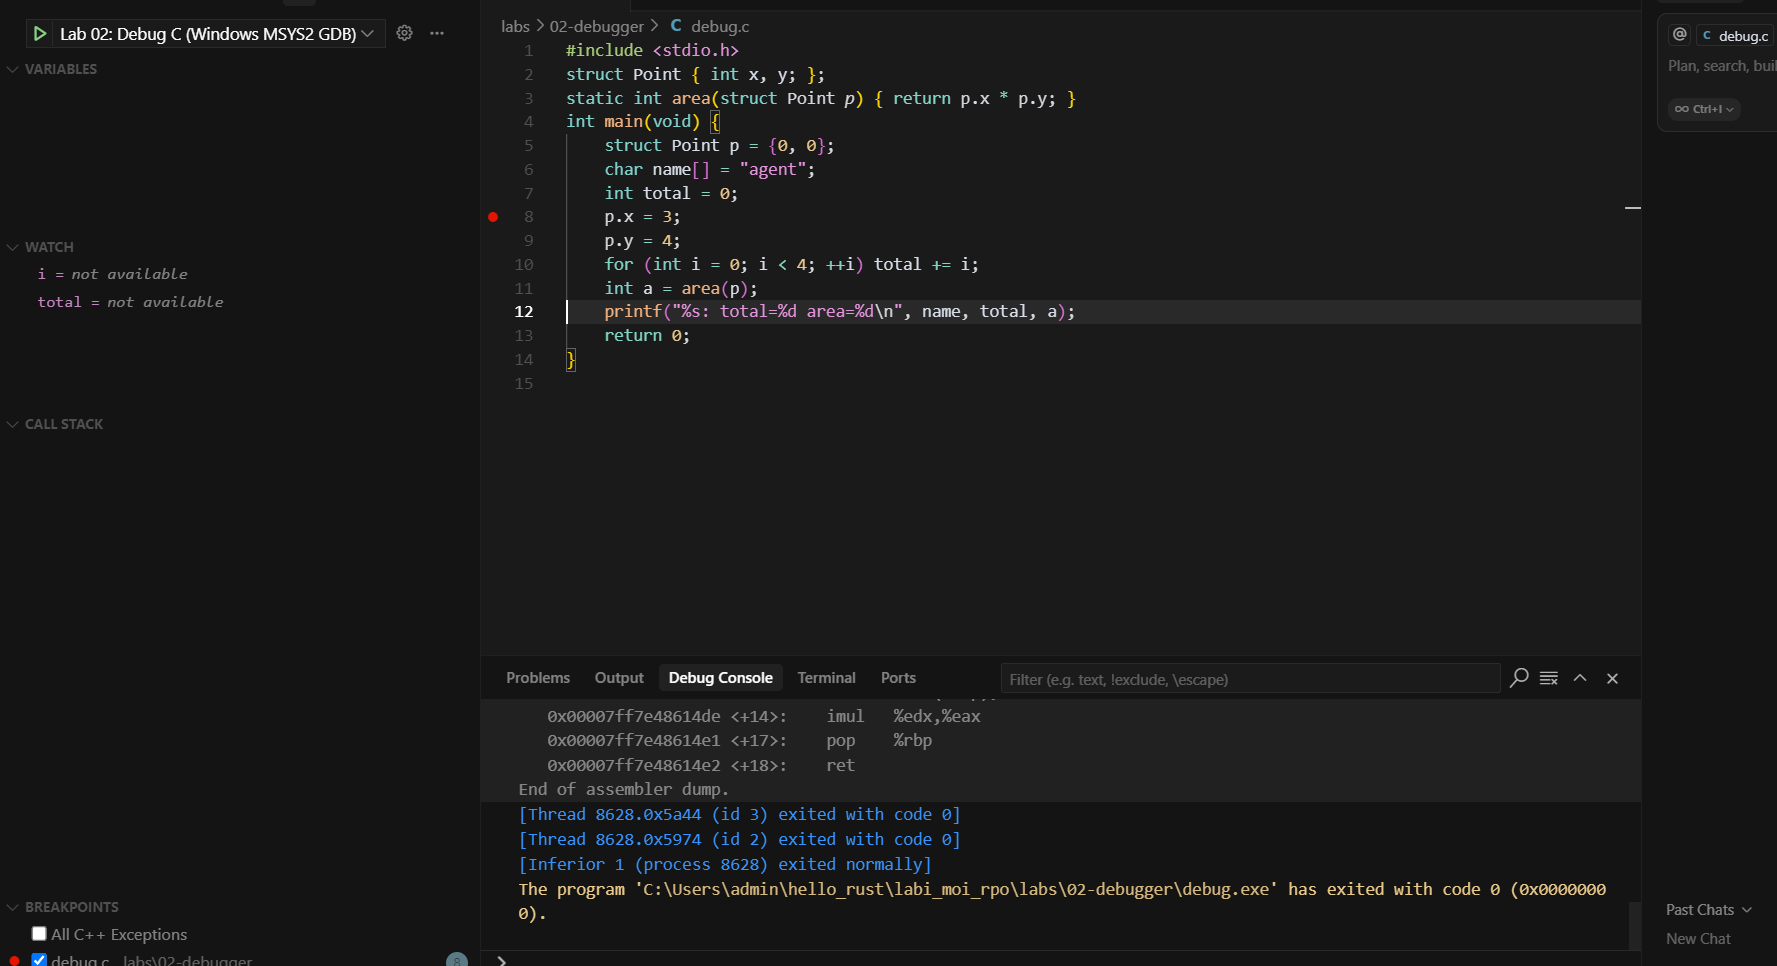 Lab 02: Debug C (Windows MSYS2 GDB)
VARIABLES
WATCH
i = not available
total = not available
CALL STACK
BREAKPOINTS
All C++ Exceptions
debug.c labs\02-debugger 8
labs > 02-debugger > C debug.c
1 #include <stdio.h>
2 struct Point { int x, y; };
3 static int area(struct Point p) { return p.x * p.y; }
4 int main(void) {
5     struct Point p = {0, 0};
6     char name[] = "agent";
7     int total = 0;
8     p.x = 3;
9     p.y = 4;
10     for (int i = 0; i < 4; ++i) total += i;
11     int a = area(p);
12     printf("%s: total=%d area=%d\n", name, total, a);
13     return 0;
14 }
15
Problems Output Debug Console Terminal Ports Filter (e.g. text, !exclude, \escape)
0x00007ff7e48614de <+14>: imul %edx,%eax
0x00007ff7e48614e1 <+17>: pop %rbp
0x00007ff7e48614e2 <+18>: ret
End of assembler dump.
[Thread 8628.0x5a44 (id 3) exited with code 0]
[Thread 8628.0x5974 (id 2) exited with code 0]
[Inferior 1 (process 8628) exited normally]
The program 'C:\Users\admin\hello_rust\labi_moi_rpo\labs\02-debugger\debug.exe' has exited with code 0 (0x0000000
0).
>
@ C debug.c
Plan, search, buil
∞ Ctrl+I
Past Chats
New Chat